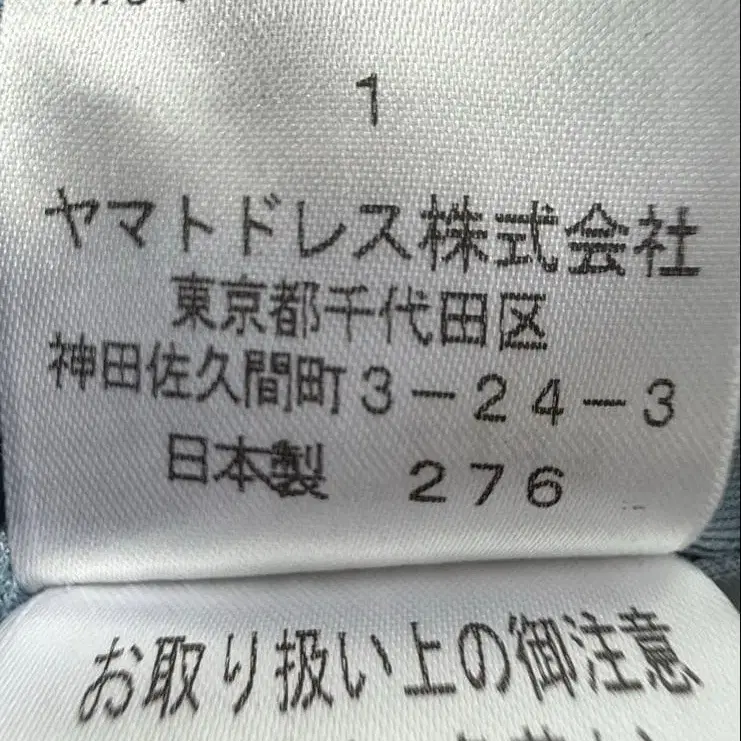 1
ヤマトドレス株式会社
東京都千代田区
神田佐久間町3-24-3
日本製 276
お取り扱い上の御注意